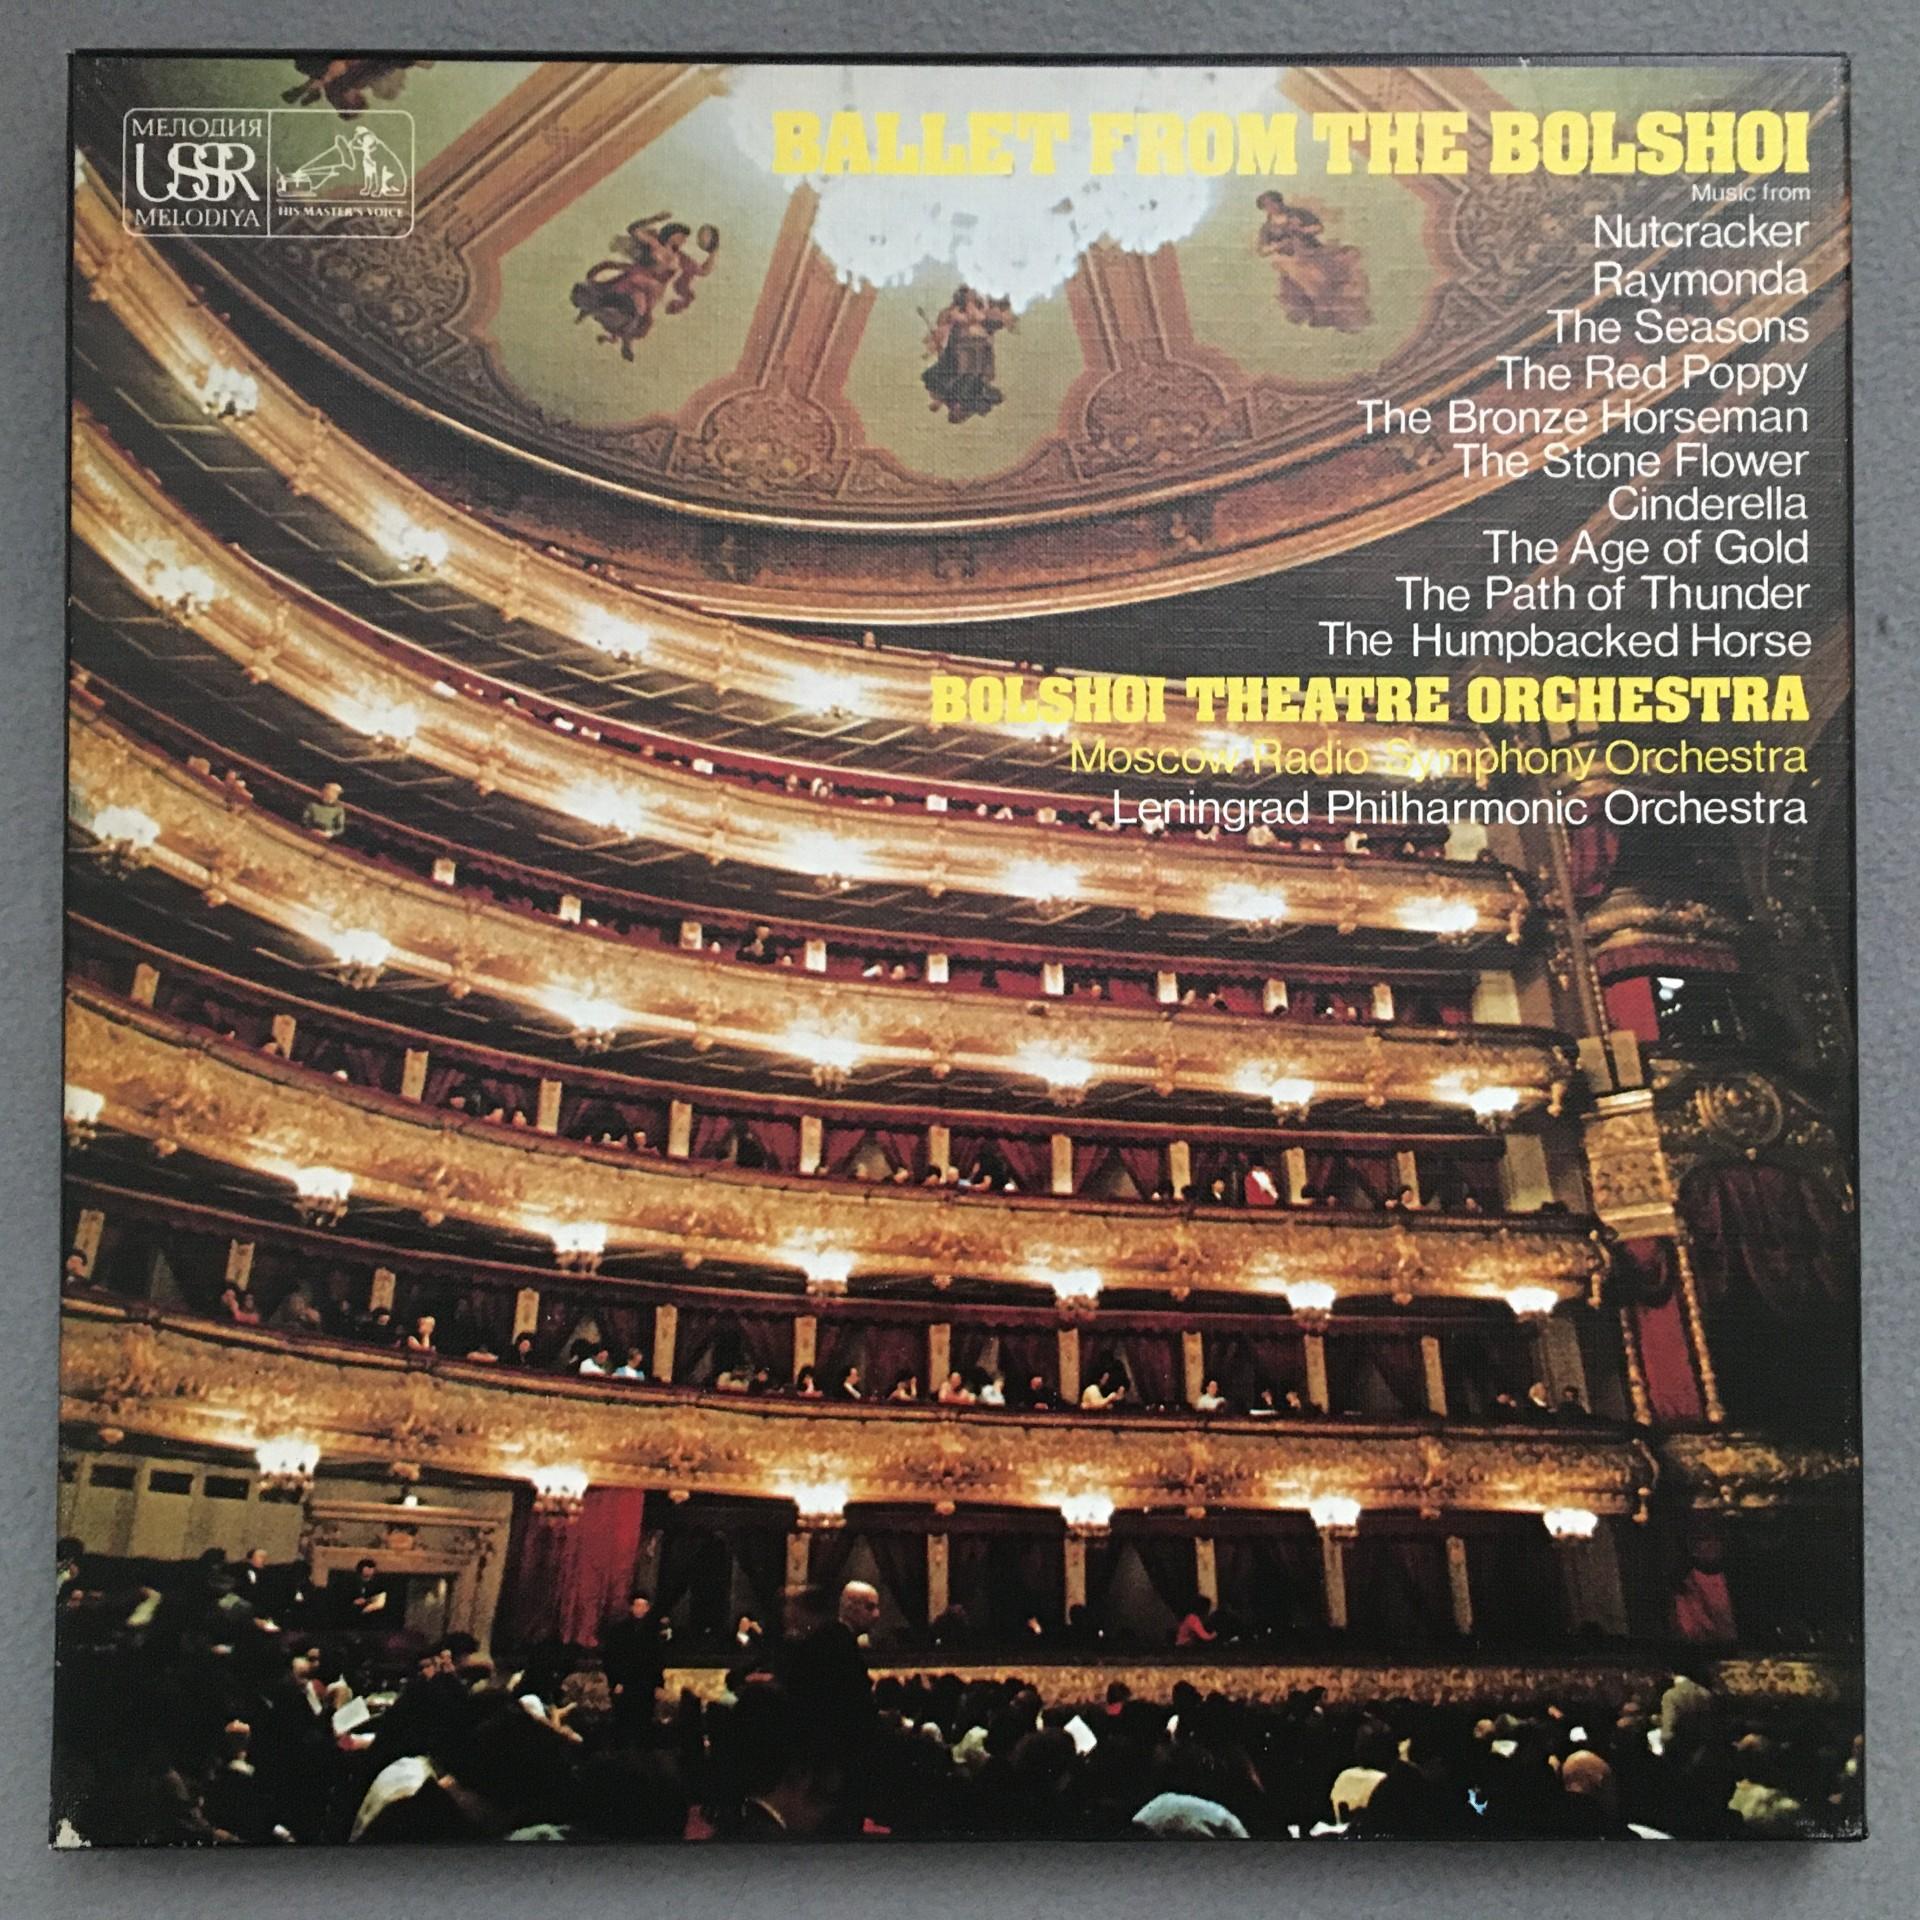 МЕЛОДИЯ
USSR
MELODIYA
HIS MASTER'S VOICE
BALLET FROM THE BOLSHOI
Music from
Nutcracker
Raymonda
The Seasons
The Red Poppy
The Bronze Horseman
The Stone Flower
Cinderella
The Age of Gold
The Path of Thunder
The Humpbacked Horse
BOLSHOI THEATRE ORCHESTRA
Moscow Radio Symphony Orchestra
Leningrad Philharmonic Orchestra